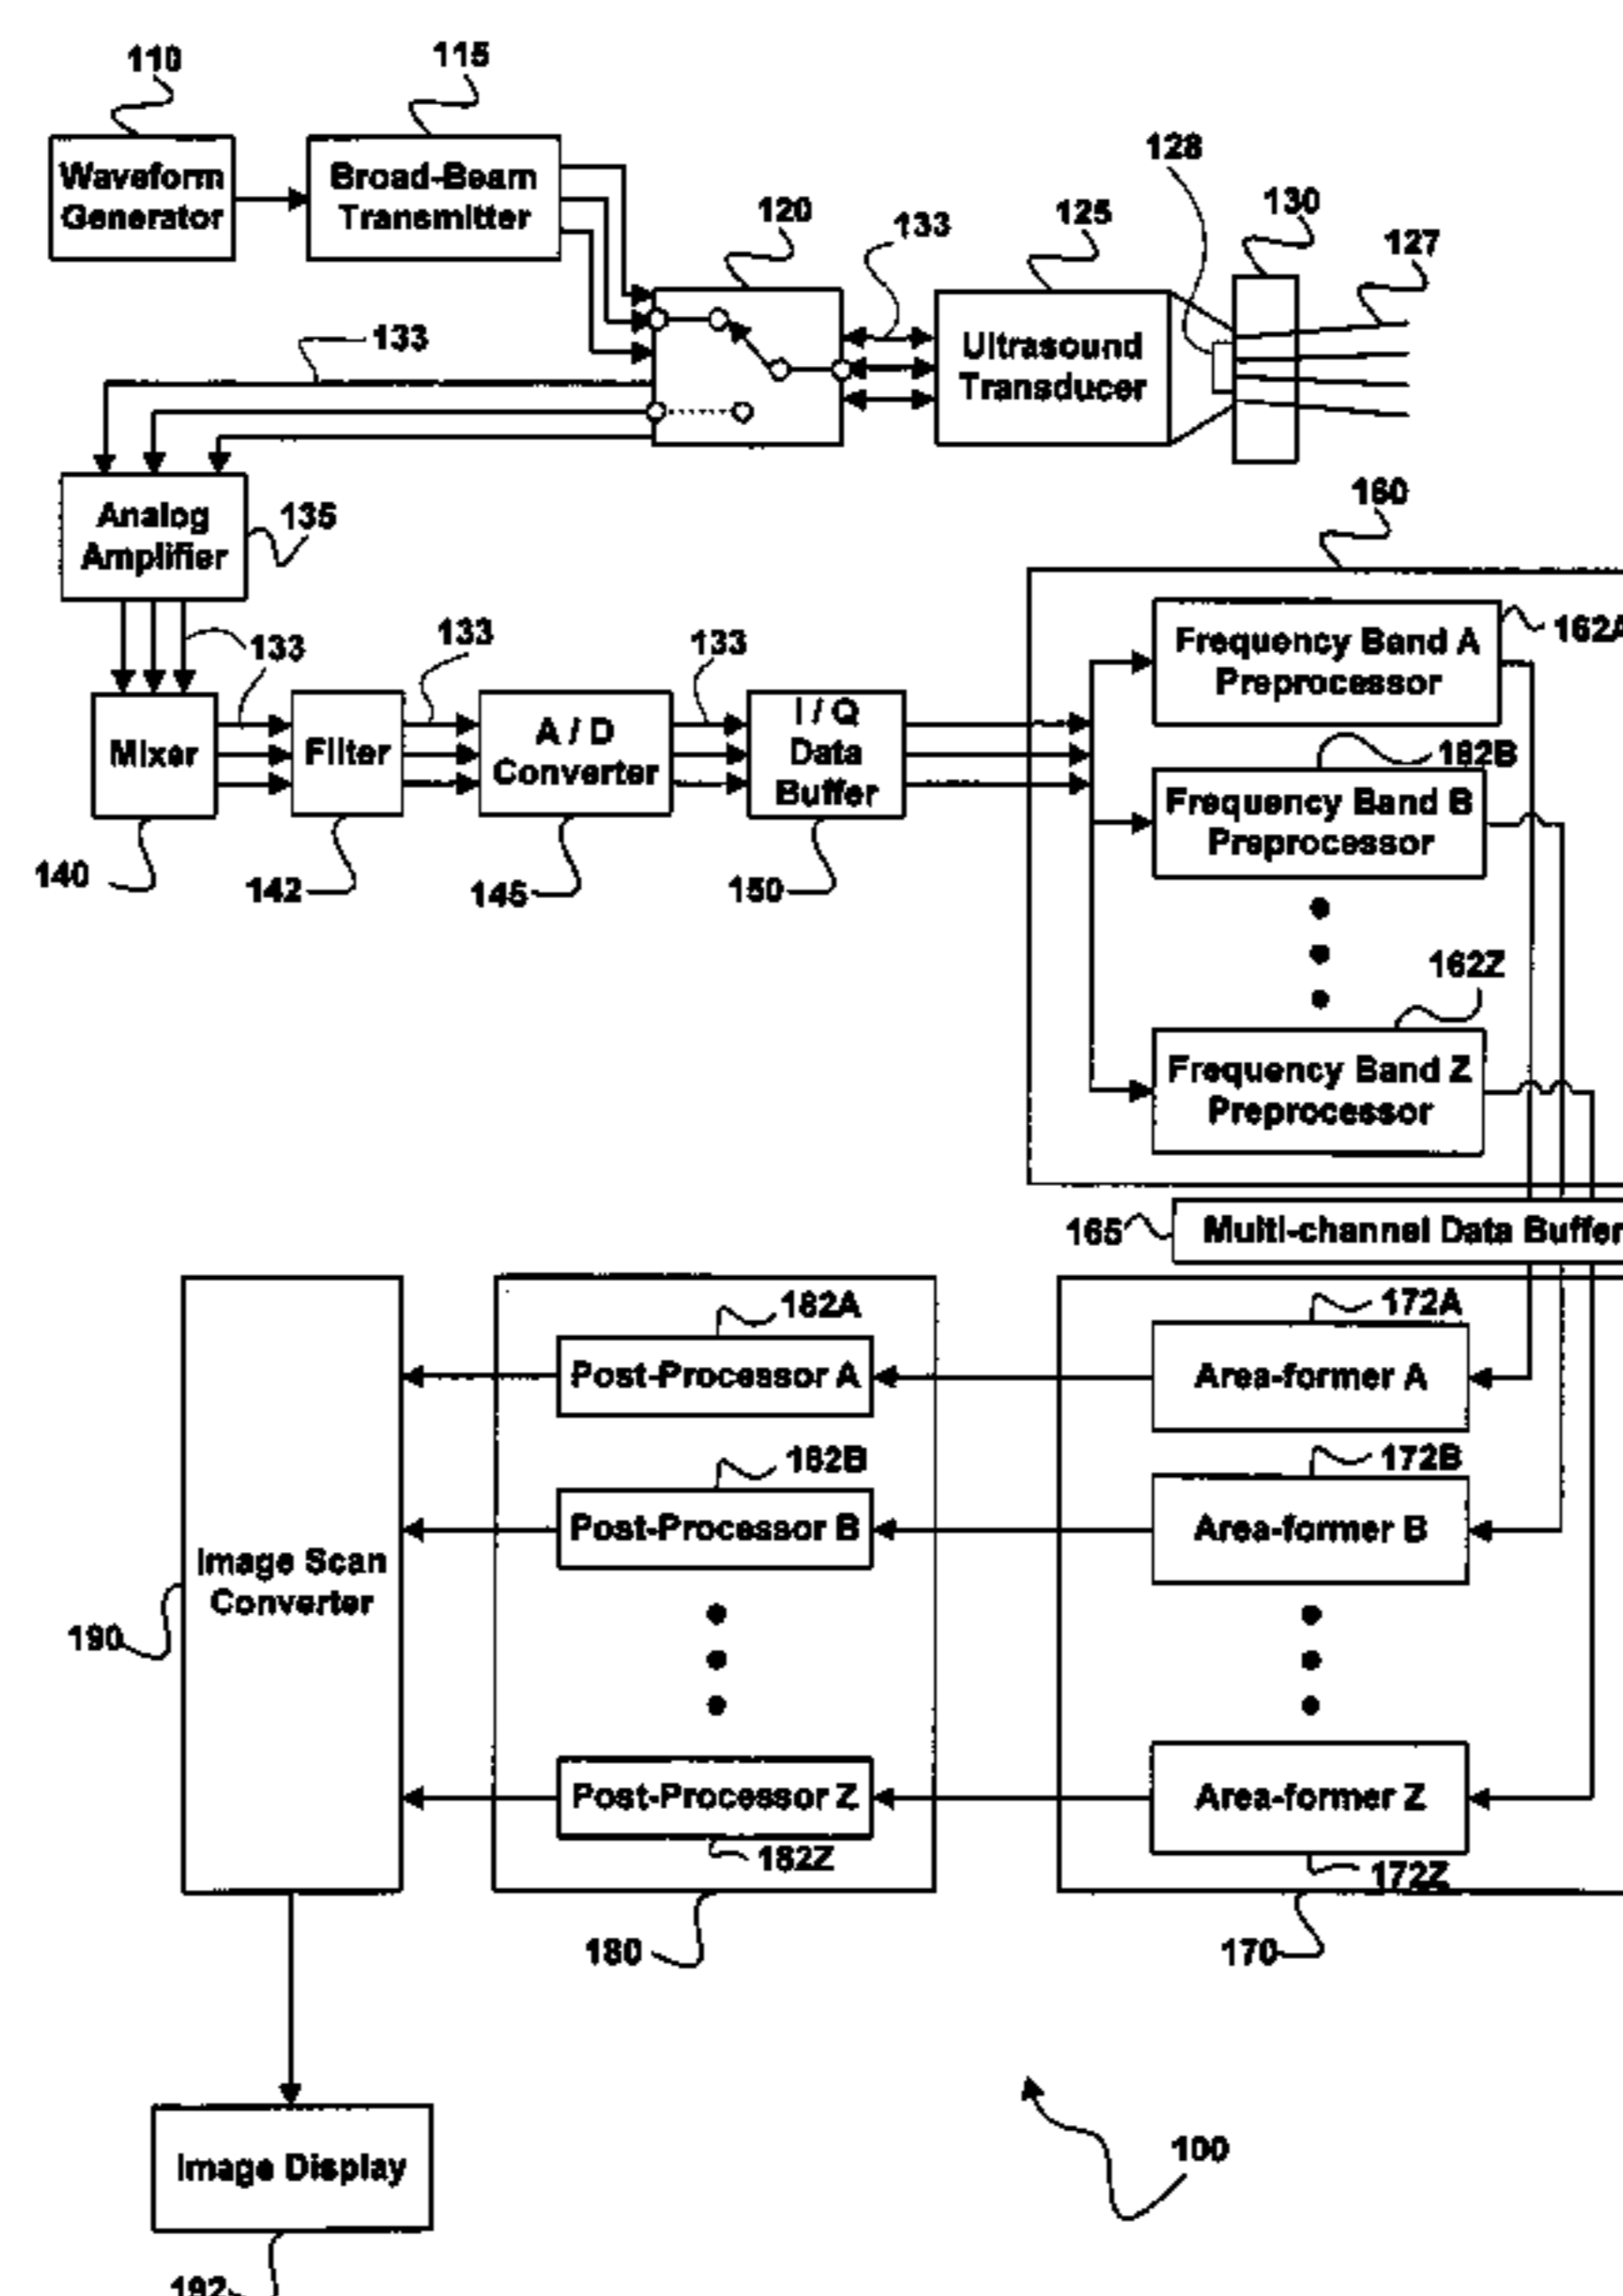 110
115
Waveform
Generator
Broad-Beam
Transmitter
120
133
125
128
130
127
133
Ultrasound
Transducer
Analog
Amplifier
135
160
133
133
133
Frequency Band A
Preprocessor
162A
Mixer
Filter
A / D
Converter
I / Q
Data
Buffer
162B
Frequency Band B
Preprocessor
140
142
145
150
162Z
Frequency Band Z
Preprocessor
165
Multi-channel Data Buffer
182A
172A
Post-Processor A
Area-former A
182B
172B
Post-Processor B
Area-former B
Image Scan
Converter
190
Post-Processor Z
Area-former Z
182Z
172Z
180
170
100
Image Display
192